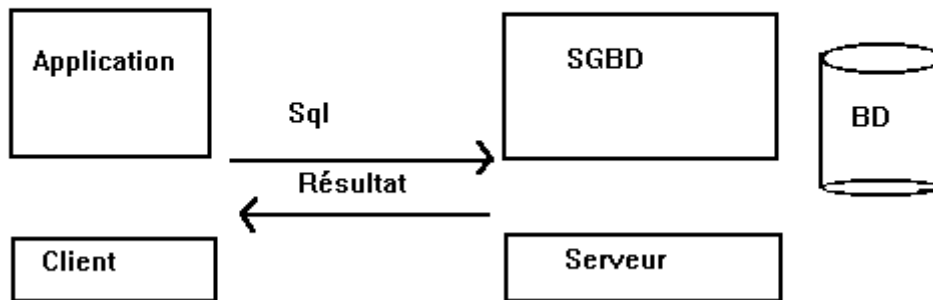 Application
SGBD
BD
Sql
Résultat
Client
Serveur